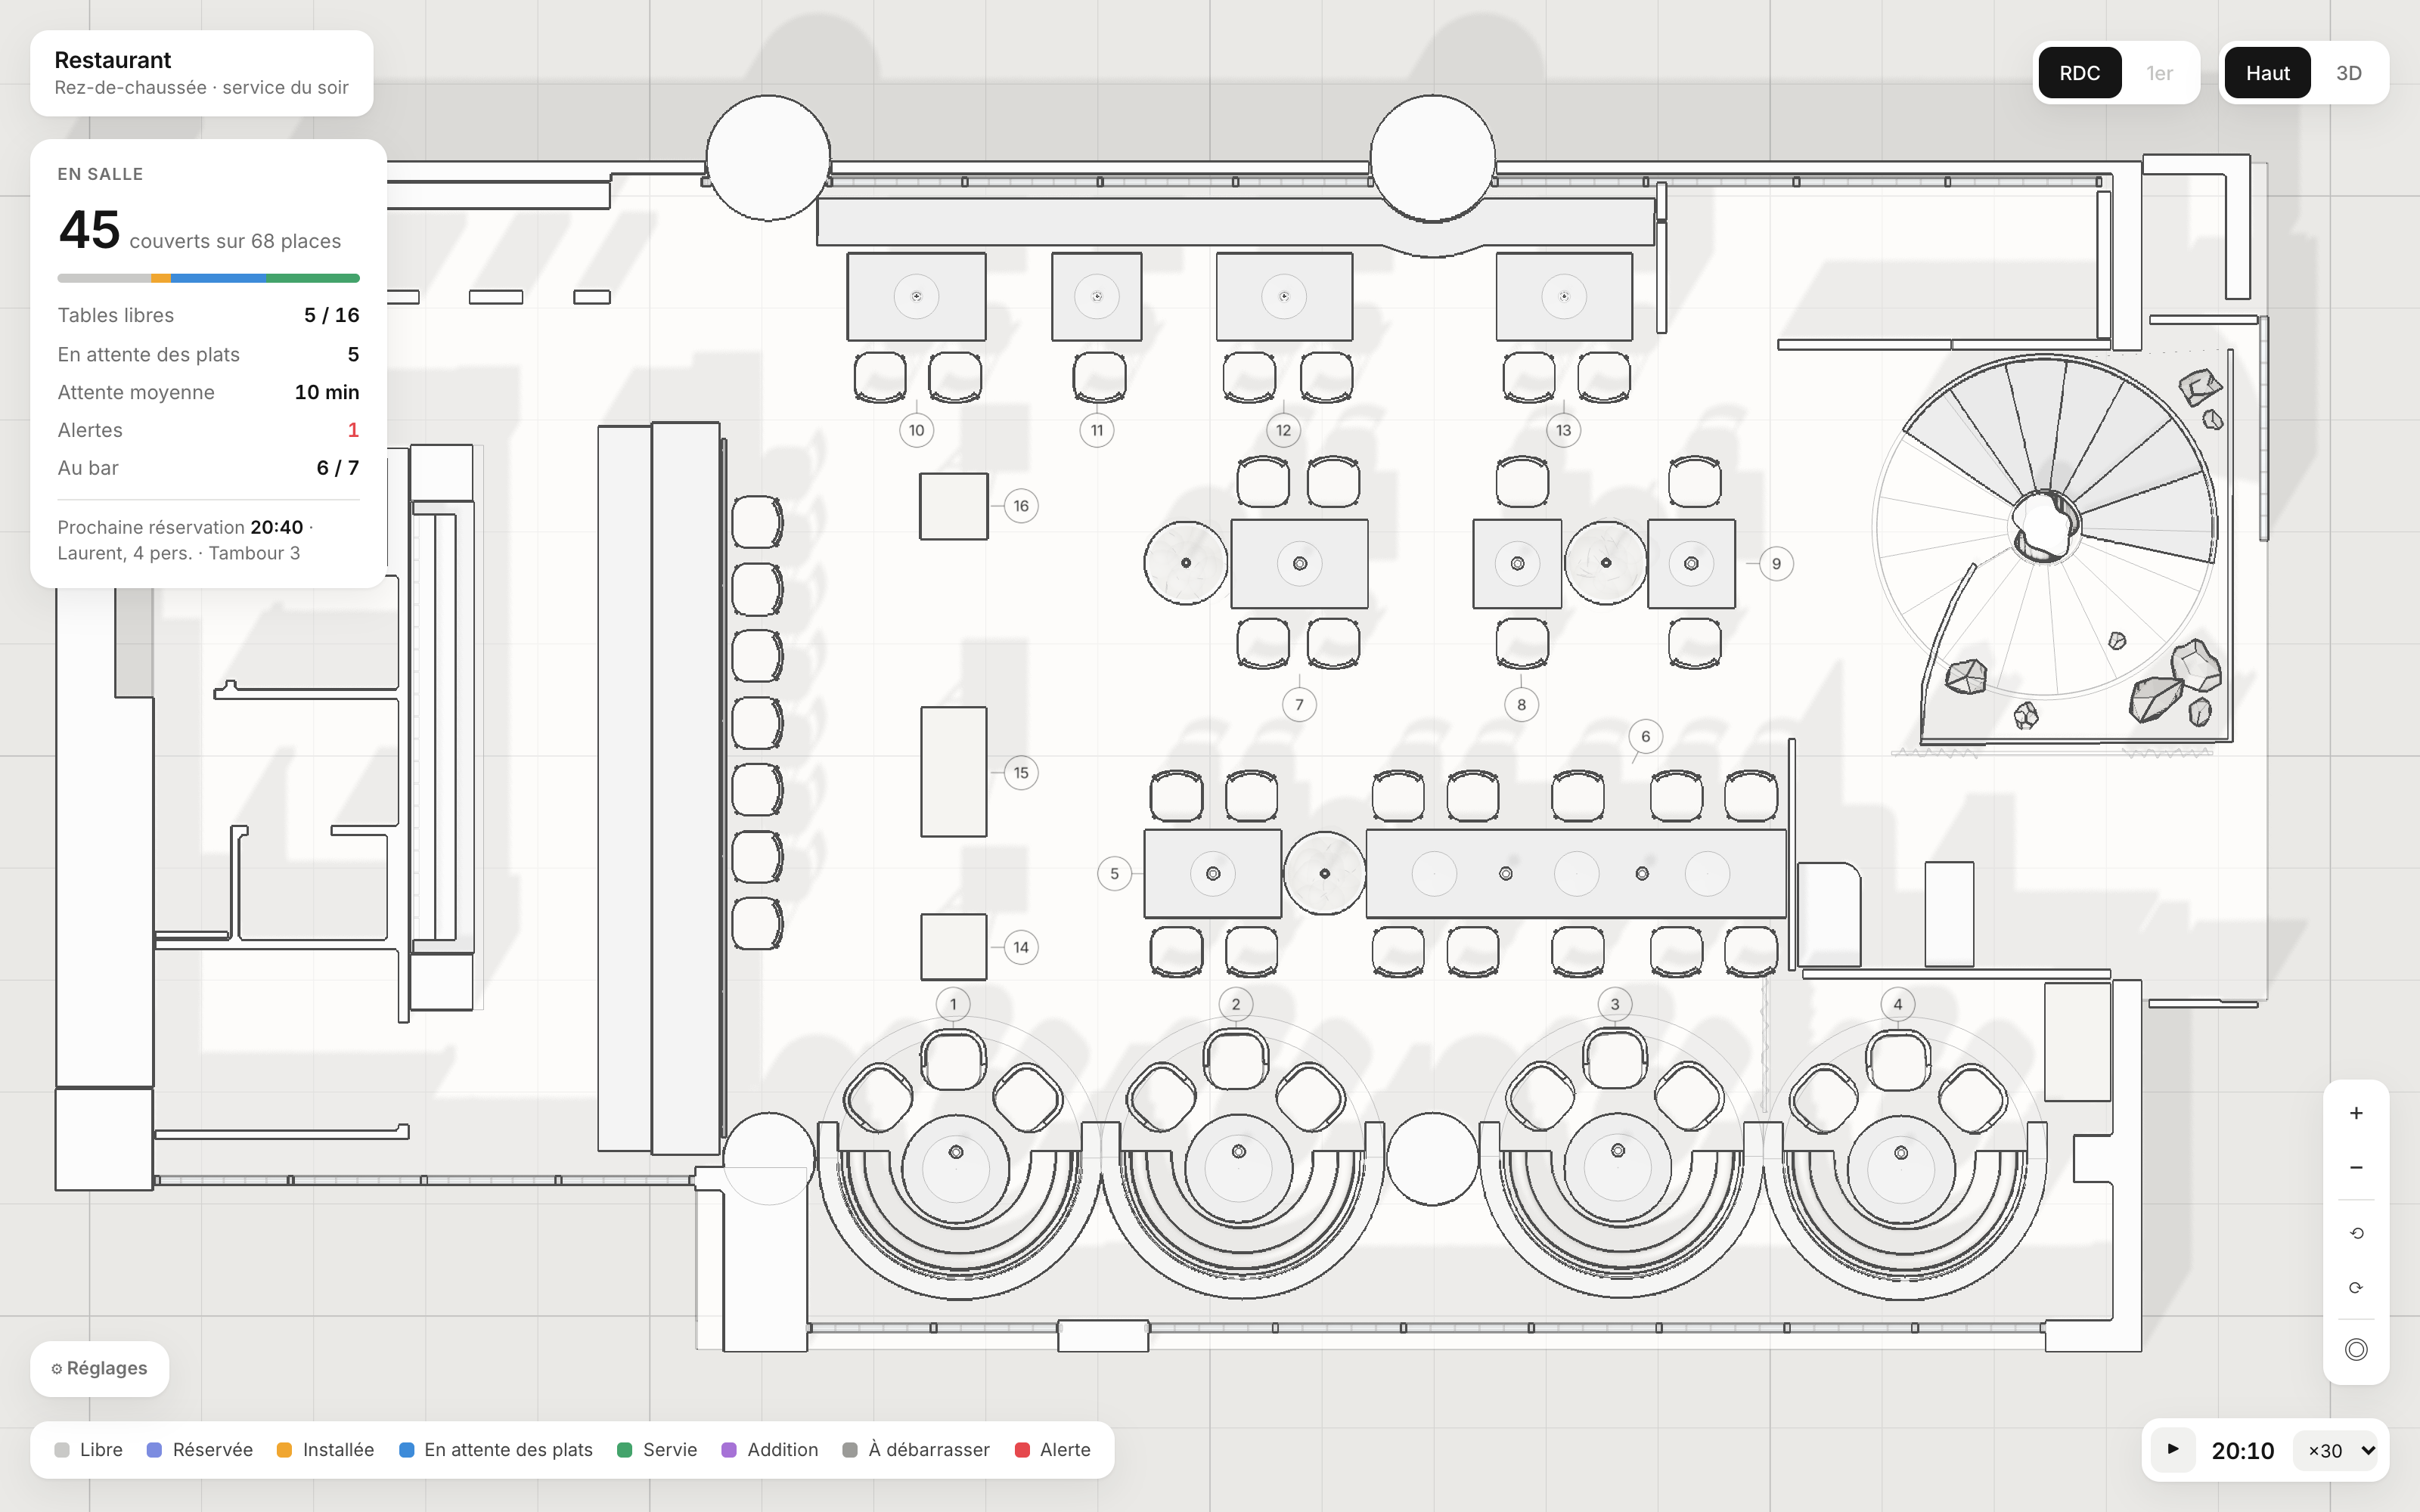 Restaurant
Rez-de-chaussée · service du soir
RDC 1er
Haut 3D
EN SALLE
45 couverts sur 68 places
Tables libres 5 / 16
En attente des plats 5
Attente moyenne 10 min
Alertes 1
Au bar 6 / 7
Prochaine réservation 20:40 ·
Laurent, 4 pers. · Tambour 3
10
11
12
13
16
9
7
8
6
15
5
14
1
2
3
4
+
−
Réglages
Libre Réservée Installée En attente des plats Servie Addition À débarrasser Alerte
20:10 ×30